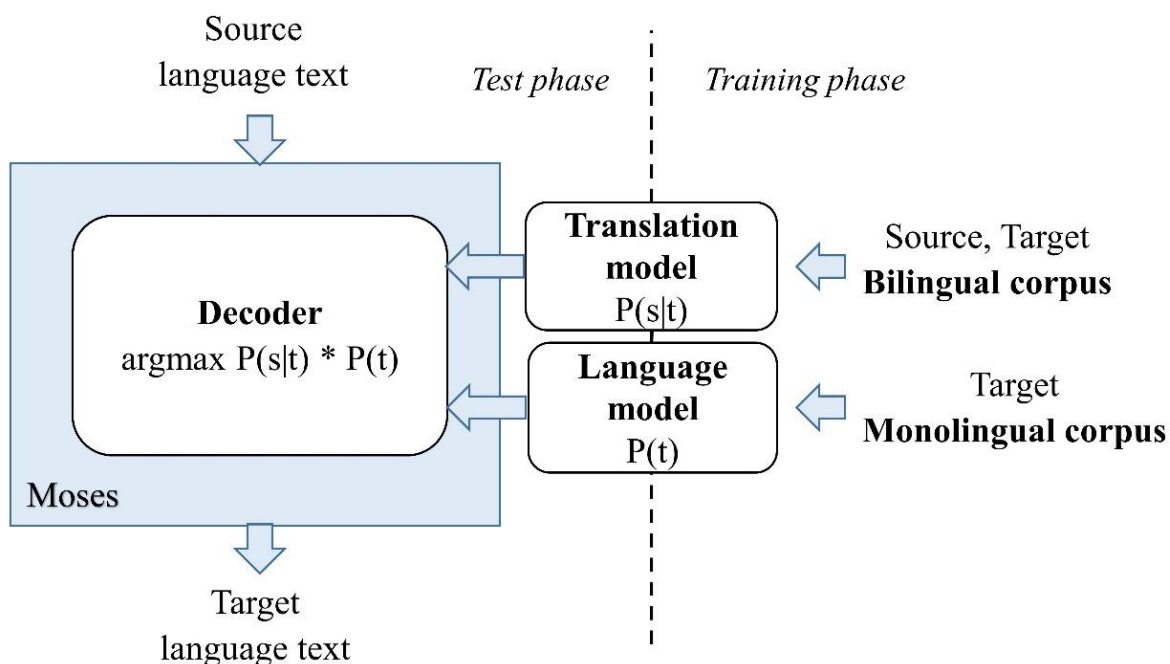 Source
language text
Test phase
Training phase
Translation
model
P(s|t)
Source, Target
Bilingual corpus
Decoder
argmax P(s|t) * P(t)
Language
model
P(t)
Target
Monolingual corpus
Moses
Target
language text